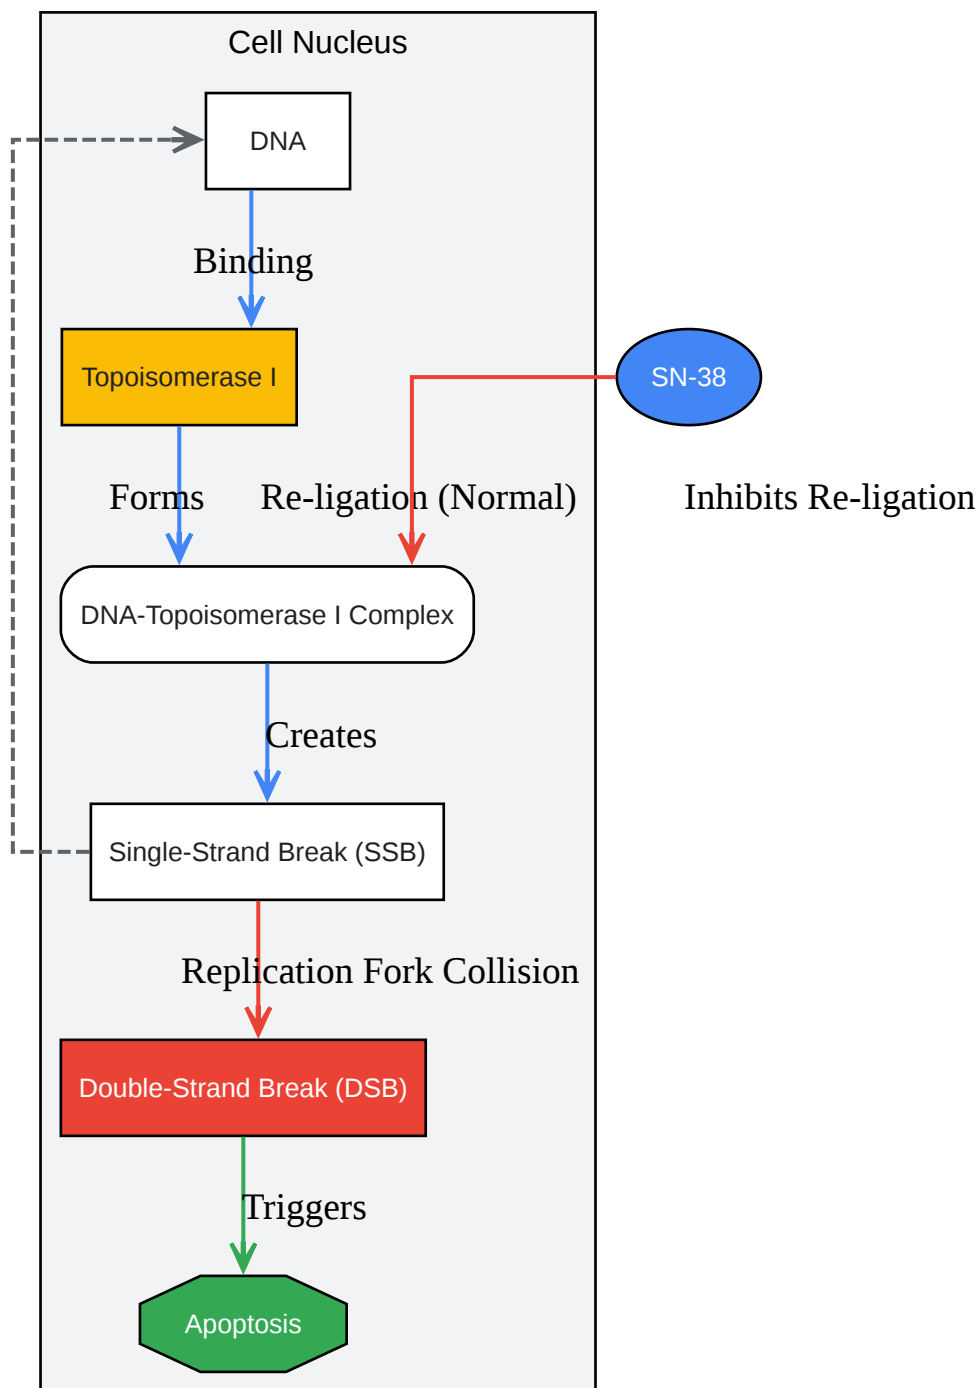 Cell Nucleus
DNA
Binding
Topoisomerase I
SN-38
Forms
Re-ligation (Normal)
Inhibits Re-ligation
DNA-Topoisomerase I Complex
Creates
Single-Strand Break (SSB)
Replication Fork Collision
Double-Strand Break (DSB)
Triggers
Apoptosis